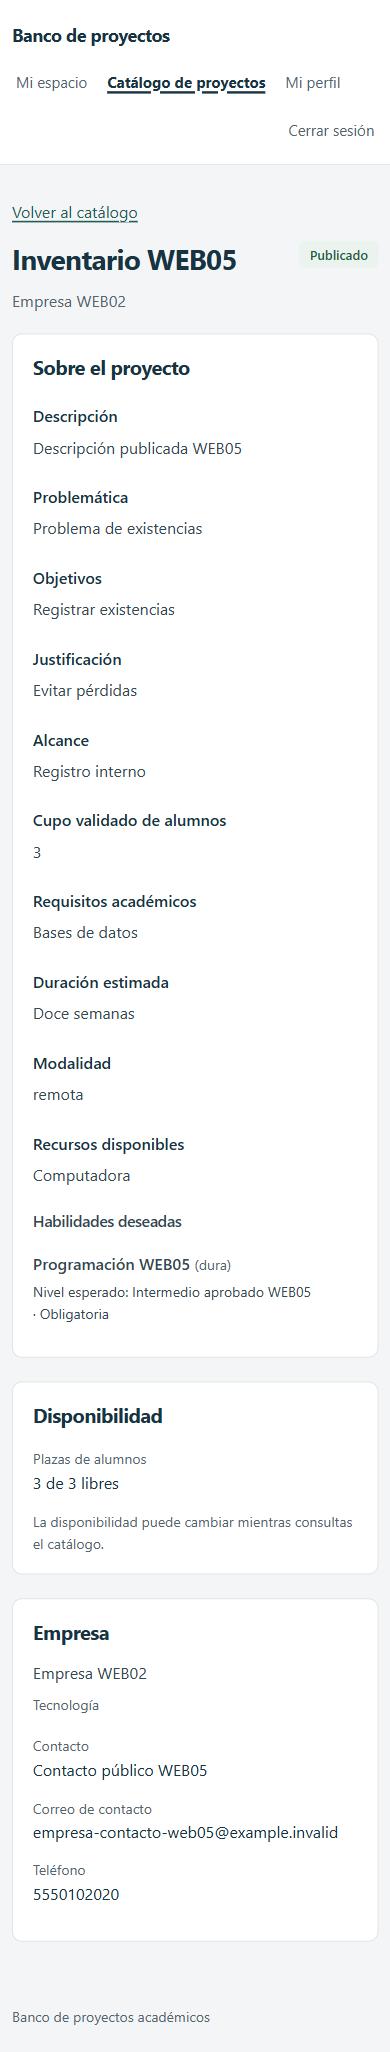 Banco de proyectos
Mi espacio Catálogo de proyectos Mi perfil
Cerrar sesión
Volver al catálogo
Inventario WEB05 Publicado
Empresa WEB02
Sobre el proyecto
Descripción
Descripción publicada WEB05
Problemática
Problema de existencias
Objetivos
Registrar existencias
Justificación
Evitar pérdidas
Alcance
Registro interno
Cupo validado de alumnos
3
Requisitos académicos
Bases de datos
Duración estimada
Doce semanas
Modalidad
remota
Recursos disponibles
Computadora
Habilidades deseadas
Programación WEB05 (dura)
Nivel esperado: Intermedio aprobado WEB05
· Obligatoria
Disponibilidad
Plazas de alumnos
3 de 3 libres
La disponibilidad puede cambiar mientras consultas
el catálogo.
Empresa
Empresa WEB02
Tecnología
Contacto
Contacto público WEB05
Correo de contacto
empresa-contacto-web05@example.invalid
Teléfono
5550102020
Banco de proyectos académicos